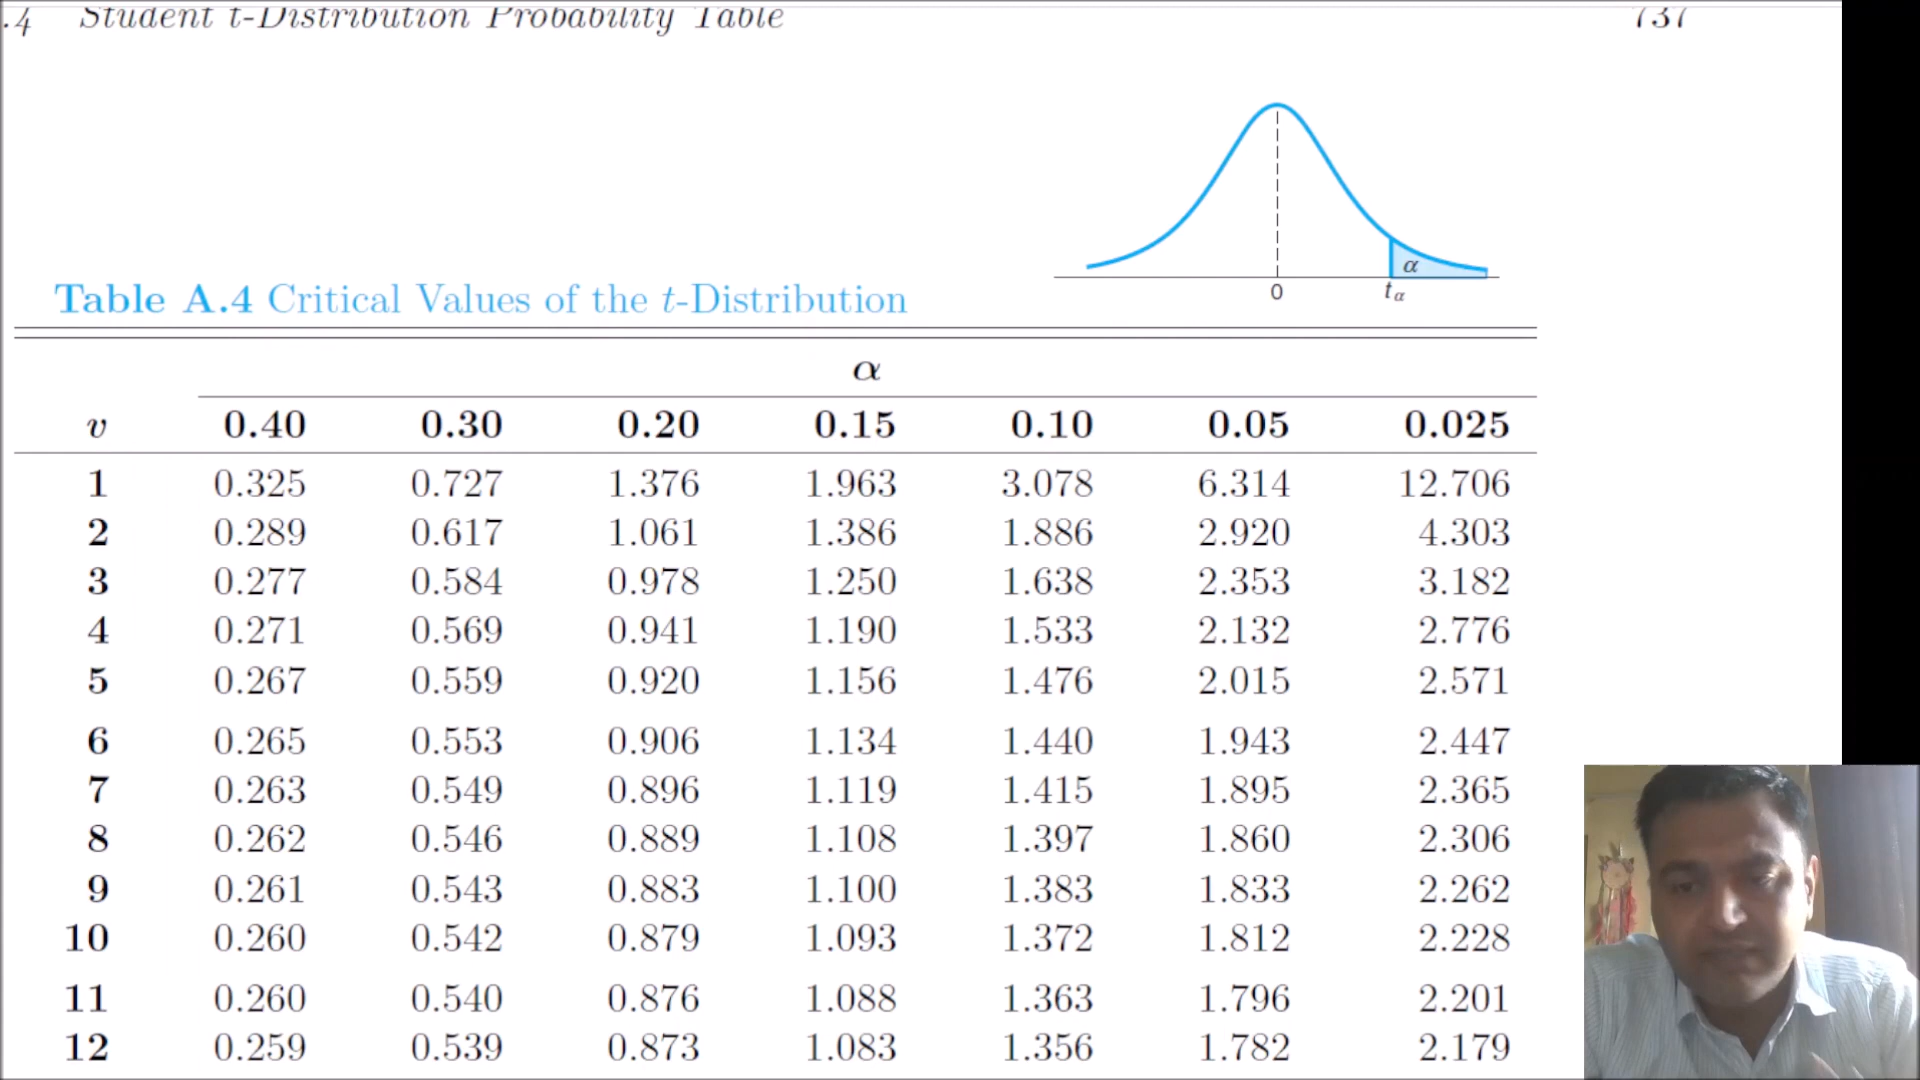 .4 Student t-Distribution Probability Table 737
α
0 tα
Table A.4 Critical Values of the t-Distribution
α
v 0.40 0.30 0.20 0.15 0.10 0.05 0.025
1 0.325 0.727 1.376 1.963 3.078 6.314 12.706
2 0.289 0.617 1.061 1.386 1.886 2.920 4.303
3 0.277 0.584 0.978 1.250 1.638 2.353 3.182
4 0.271 0.569 0.941 1.190 1.533 2.132 2.776
5 0.267 0.559 0.920 1.156 1.476 2.015 2.571
6 0.265 0.553 0.906 1.134 1.440 1.943 2.447
7 0.263 0.549 0.896 1.119 1.415 1.895 2.365
8 0.262 0.546 0.889 1.108 1.397 1.860 2.306
9 0.261 0.543 0.883 1.100 1.383 1.833 2.262
10 0.260 0.542 0.879 1.093 1.372 1.812 2.228
11 0.260 0.540 0.876 1.088 1.363 1.796 2.201
12 0.259 0.539 0.873 1.083 1.356 1.782 2.179